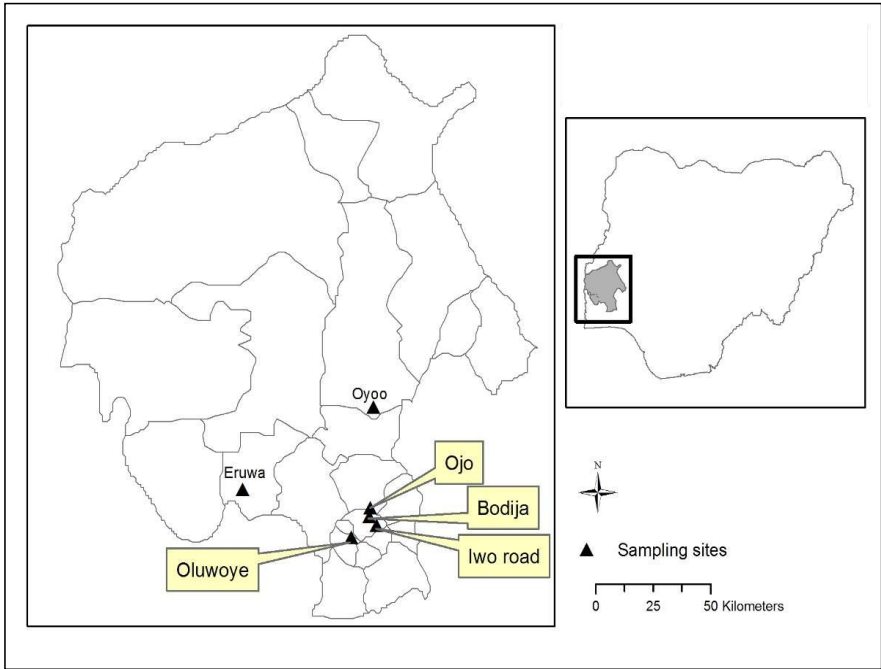 Oyoo
Eruwa
Ojo
Bodija
Iwo road
Oluwoye
N
Sampling sites
0 25 50 Kilometers